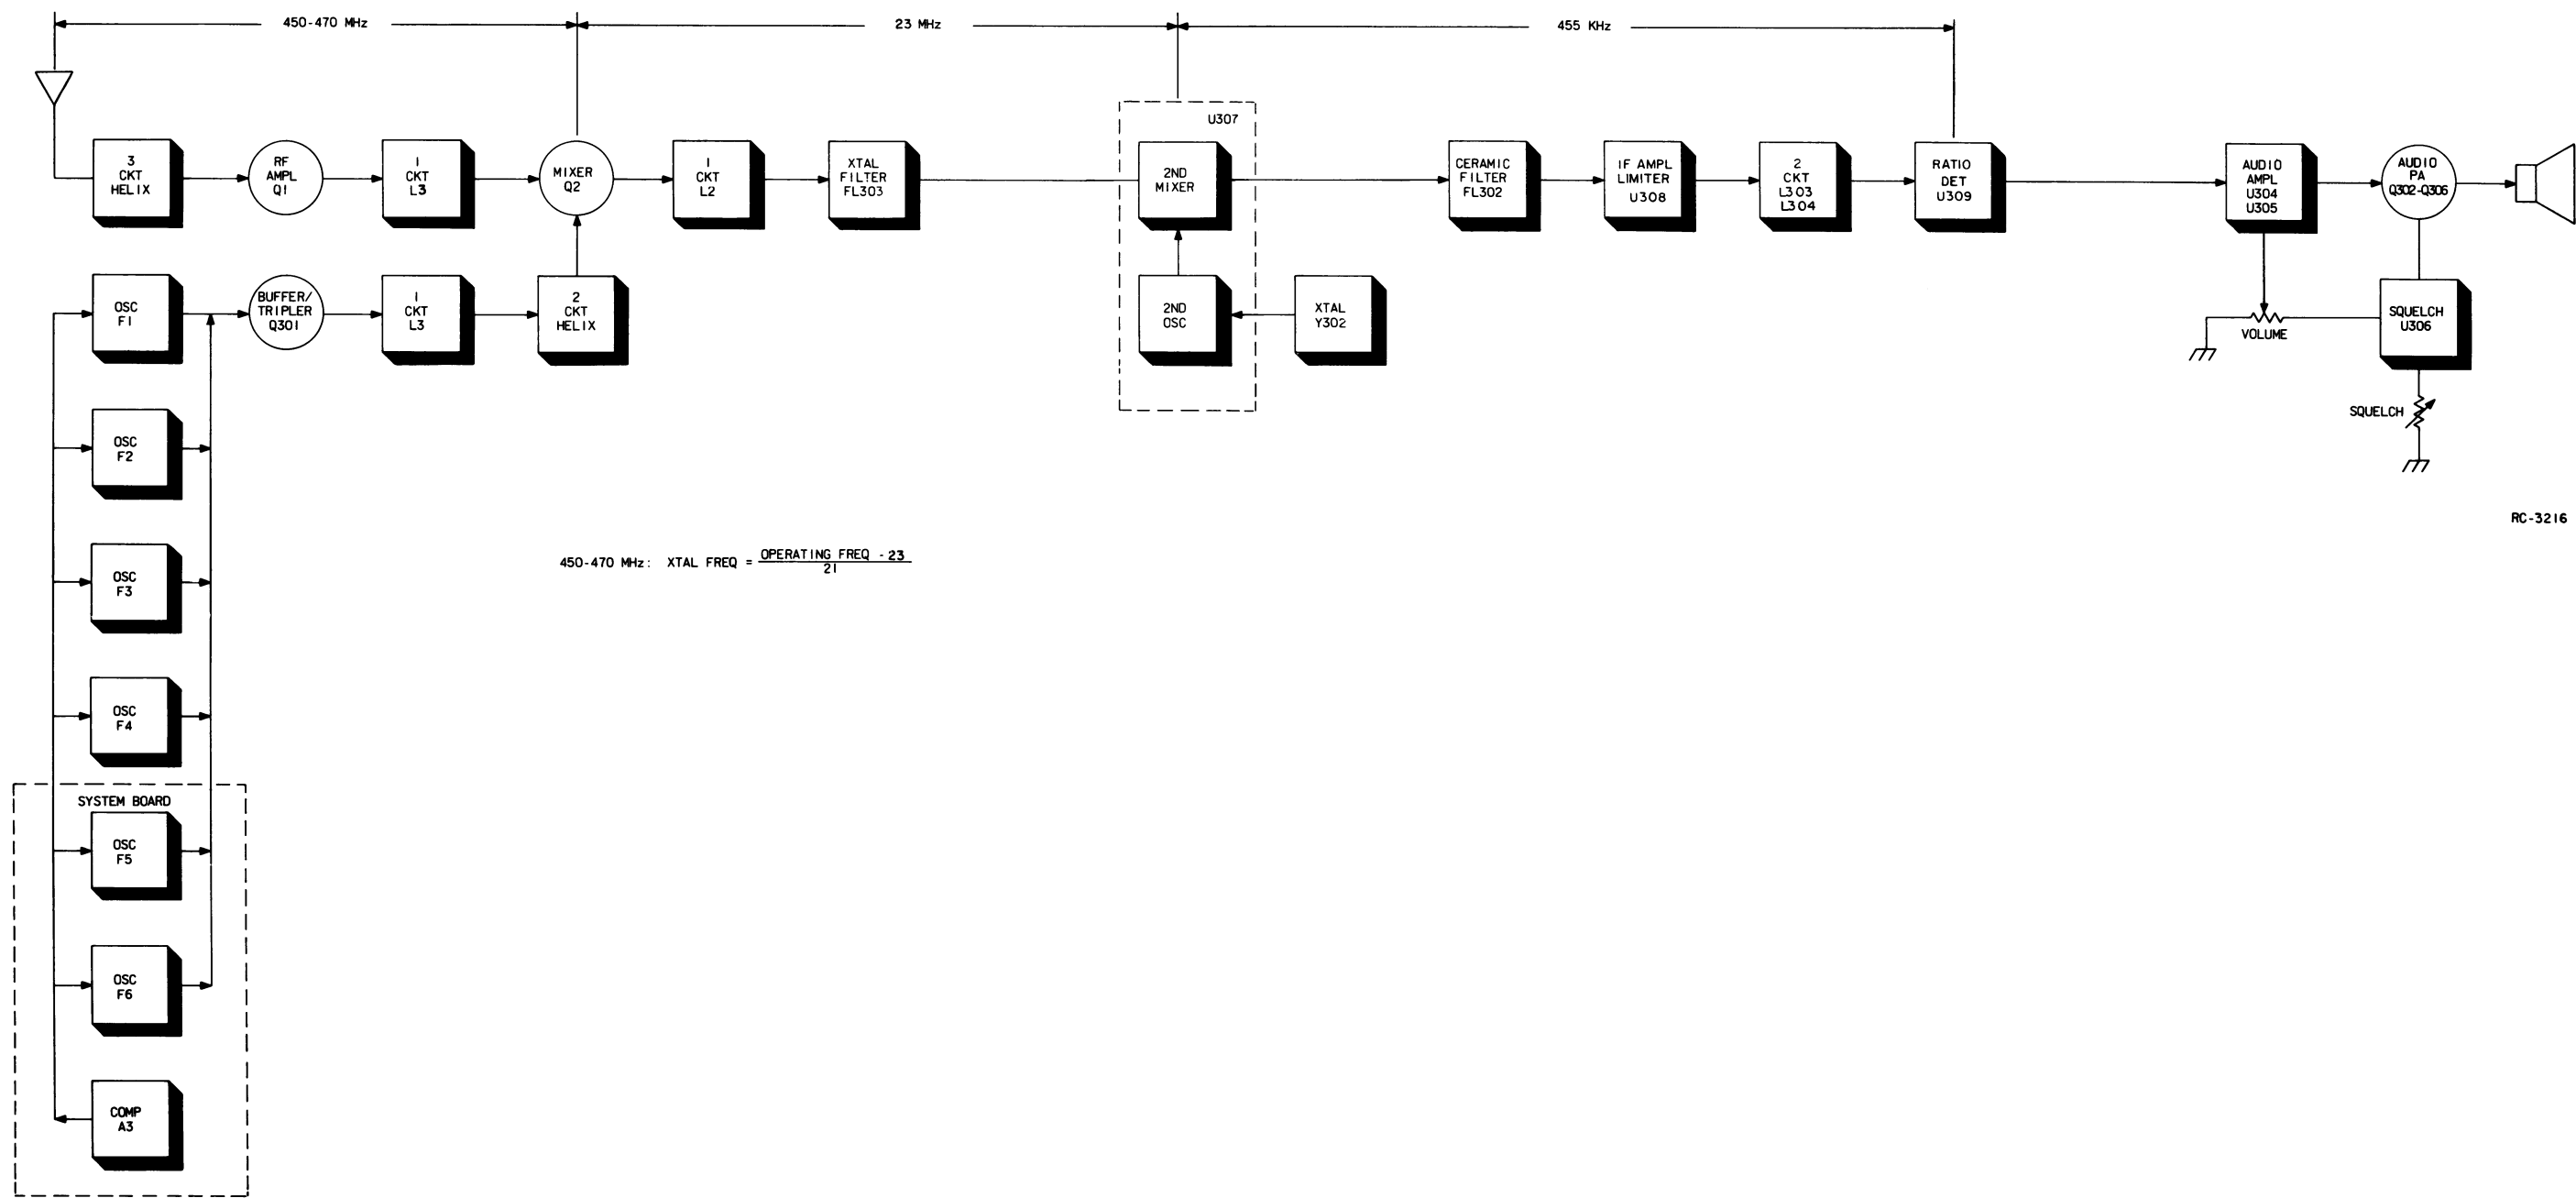 450-470 MHz
23 MHz
455 KHz
U307
3
CKT
HELIX
RF
AMPL
Q1
1
CKT
L3
MIXER
Q2
1
CKT
L2
XTAL
FILTER
FL303
2ND
MIXER
CERAMIC
FILTER
FL302
IF AMPL
LIMITER
U308
2
CKT
L303
L304
RATIO
DET
U309
AUDIO
AMPL
U304
U305
AUDIO
PA
Q302-Q306
OSC
F1
BUFFER/
TRIPLER
Q301
1
CKT
L3
2
CKT
HELIX
2ND
OSC
XTAL
Y302
VOLUME
SQUELCH
U306
SQUELCH
OSC
F2
RC-3216
450-470 MHz: XTAL FREQ = OPERATING FREQ - 23
21
OSC
F3
OSC
F4
SYSTEM BOARD
OSC
F5
OSC
F6
COMP
A3